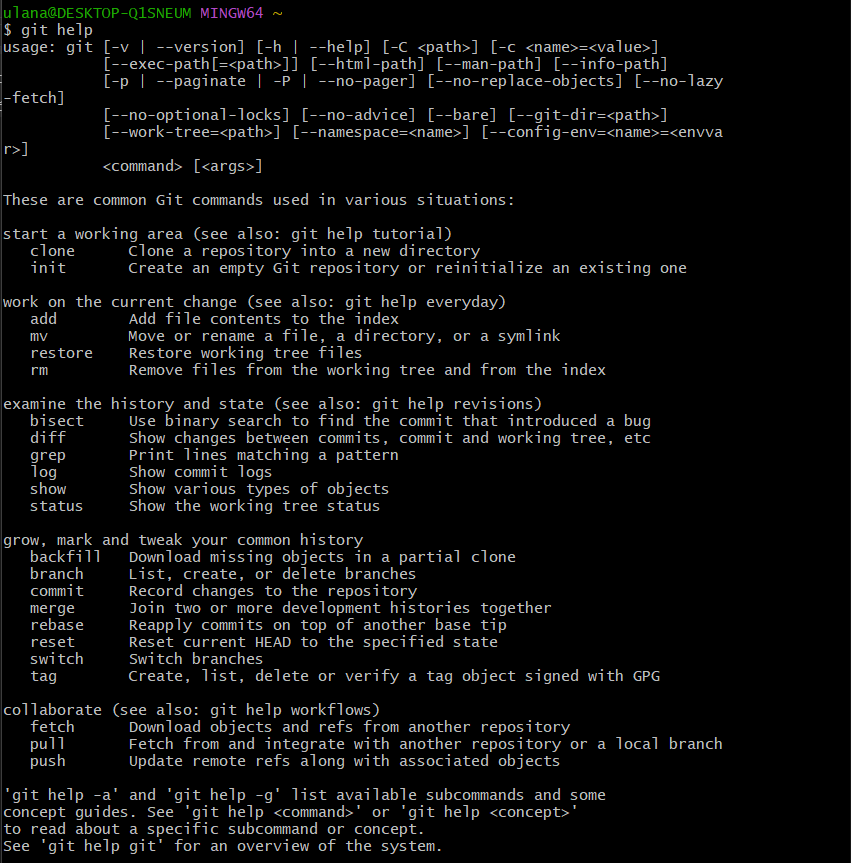 ulana@DESKTOP-Q1SNEUM MINGW64 ~
$ git help
usage: git [-v | --version] [-h | --help] [-C <path>] [-c <name>=<value>]
           [--exec-path[=<path>]] [--html-path] [--man-path] [--info-path]
           [-p | --paginate | -P | --no-pager] [--no-replace-objects] [--no-lazy
-fetch]
           [--no-optional-locks] [--no-advice] [--bare] [--git-dir=<path>]
           [--work-tree=<path>] [--namespace=<name>] [--config-env=<name>=<envva
r>]
           <command> [<args>]

These are common Git commands used in various situations:

start a working area (see also: git help tutorial)
   clone      Clone a repository into a new directory
   init       Create an empty Git repository or reinitialize an existing one

work on the current change (see also: git help everyday)
   add        Add file contents to the index
   mv         Move or rename a file, a directory, or a symlink
   restore    Restore working tree files
   rm         Remove files from the working tree and from the index

examine the history and state (see also: git help revisions)
   bisect     Use binary search to find the commit that introduced a bug
   diff       Show changes between commits, commit and working tree, etc
   grep       Print lines matching a pattern
   log        Show commit logs
   show       Show various types of objects
   status     Show the working tree status

grow, mark and tweak your common history
   backfill   Download missing objects in a partial clone
   branch     List, create, or delete branches
   commit     Record changes to the repository
   merge      Join two or more development histories together
   rebase     Reapply commits on top of another base tip
   reset      Reset current HEAD to the specified state
   switch     Switch branches
   tag        Create, list, delete or verify a tag object signed with GPG

collaborate (see also: git help workflows)
   fetch      Download objects and refs from another repository
   pull       Fetch from and integrate with another repository or a local branch
   push       Update remote refs along with associated objects

'git help -a' and 'git help -g' list available subcommands and some
concept guides. See 'git help <command>' or 'git help <concept>'
to read about a specific subcommand or concept.
See 'git help git' for an overview of the system.